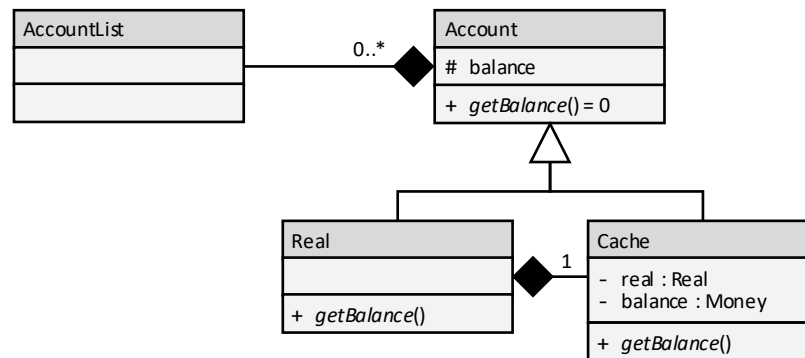 AccountList
Account
0..*
# balance
+ getBalance() = 0
Real
Cache
1
- real : Real
- balance : Money
+ getBalance()
+ getBalance()